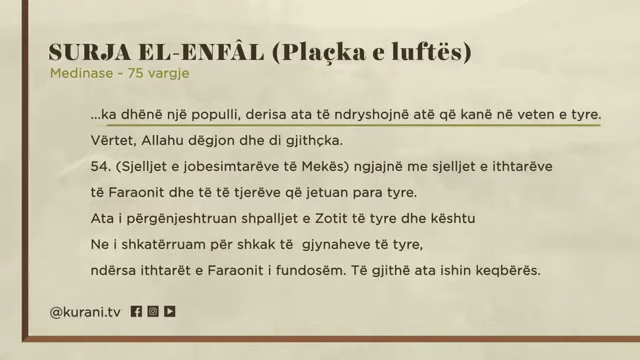 SURJA EL-ENFÂL (Plaçka e luftës)
Medinase - 75 vargje
...ka dhënë një populli, derisa ata të ndryshojnë atë që kanë në veten e tyre.
Vërtet, Allahu dëgjon dhe di gjithçka.
54. (Sjelljet e jobesimtarëve të Mekës) ngjajnë me sjelljet e ithtarëve
të Faraonit dhe të të tjerëve që jetuan para tyre.
Ata i përgënjeshtruan shpalljet e Zotit të tyre dhe kështu
Ne i shkatërruam për shkak të gjynaheve të tyre,
ndërsa ithtarët e Faraonit i fundosëm. Të gjithë ata ishin keqbërës.
@kurani.tv